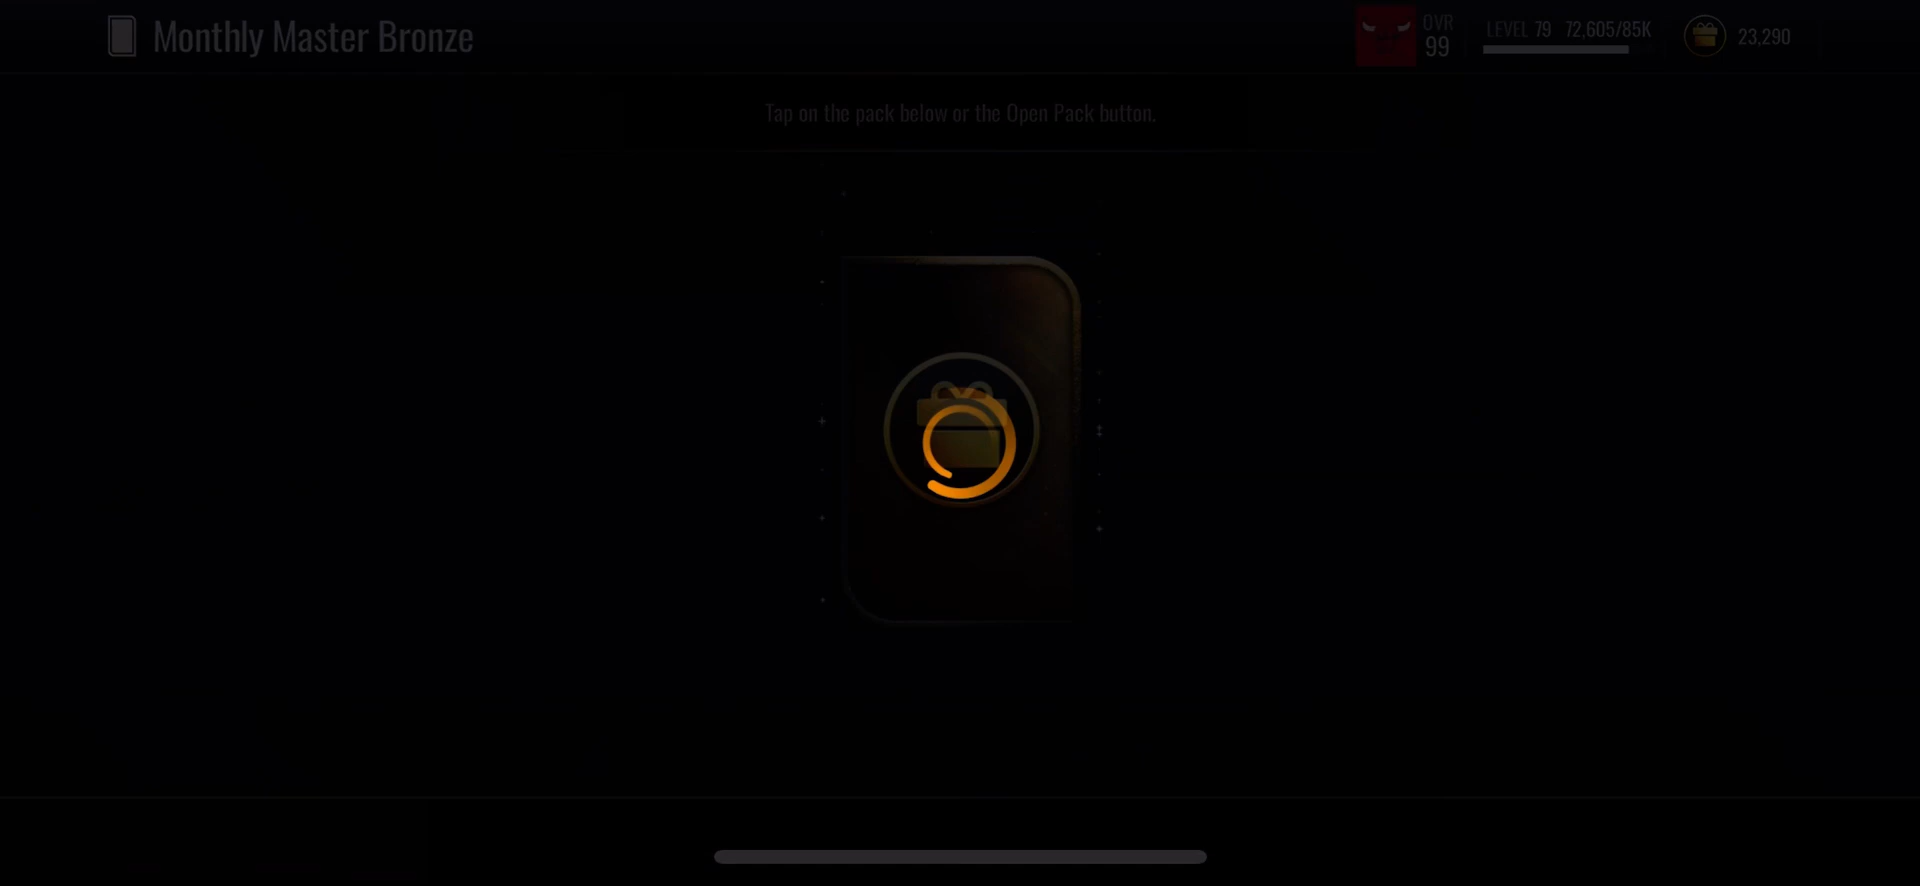 Monthly Master Bronze
OVR
99
LEVEL 79 72,605/85K
23,290
Tap on the pack below or the Open Pack button.